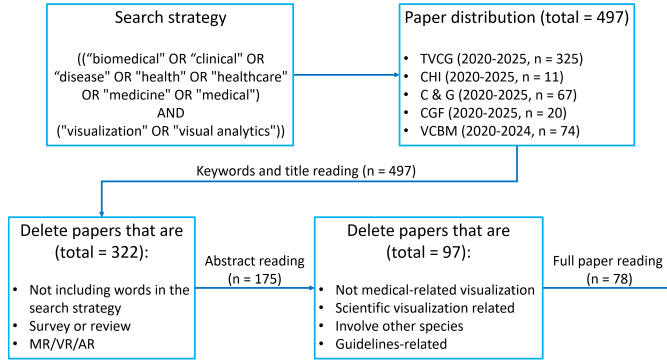 Search strategy
(("biomedical" OR “clinical" OR
“disease" OR "health" OR "healthcare"
OR "medicine" OR "medical")
AND
("visualization" OR "visual analytics"))
Paper distribution (total = 497)
• TVCG (2020-2025, n = 325)
• CHI (2020-2025, n = 11)
• C & G (2020-2025, n = 67)
• CGF (2020-2025, n = 20)
• VCBM (2020-2024, n = 74)
Keywords and title reading (n = 497)
Delete papers that are
(total = 322):
• Not including words in the
search strategy
• Survey or review
• MR/VR/AR
Abstract reading
(n = 175)
Delete papers that are
(total = 97):
• Not medical-related visualization
• Scientific visualization related
• Involve other species
• Guidelines-related
Full paper reading
(n = 78)